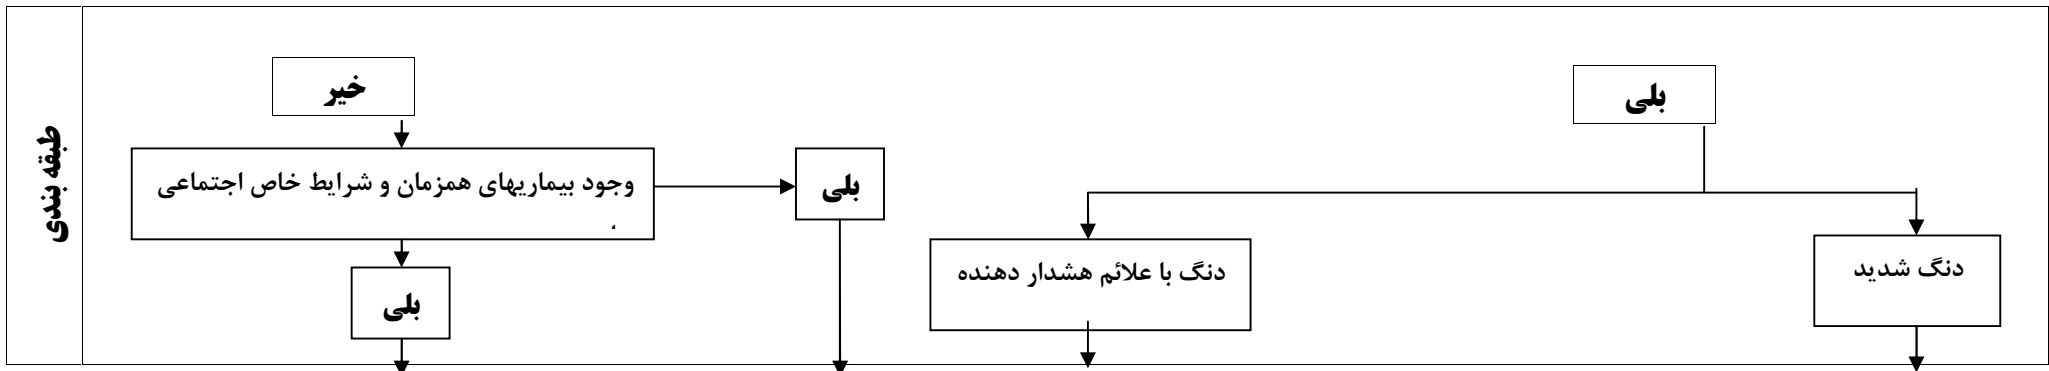 طبقه بندی
خیر
بلی
وجود بیماریهای همزمان و شرایط خاص اجتماعی
بلی
دنگ با علائم هشدار دهنده
دنگ شدید
بلی